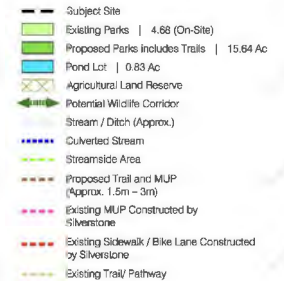 Subject Site
Existing Parks | 4.68 (On-Site)
Proposed Parks includes Trails | 15.64 Ac
Pond Lot | 0.83 Ac
Agricultural Land Reserve
Potential Wildlife Corridor
Stream / Ditch (Approx.)
Culverted Stream
Streamside Area
Proposed Trail and MUP
(Approx. 1.5m – 3m)
Existing MUP Constructed by
Silverstone
Existing Sidewalk / Bike Lane Constructed
by Silverstone
Existing Trail/ Pathway